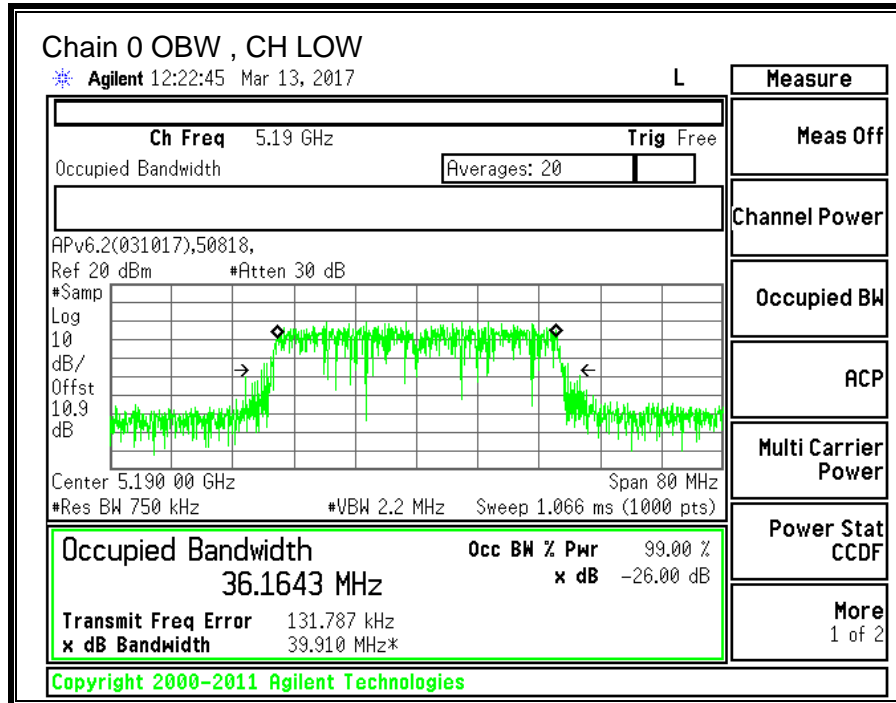 Chain 0 OBW , CH LOW
Agilent 12:22:45 Mar 13, 2017 L
Measure
Ch Freq 5.19 GHz Trig Free
Meas Off
Occupied Bandwidth Averages: 20
Channel Power
APv6.2(031017),50818,
Ref 20 dBm #Atten 30 dB
#Samp
Log
10
dB/
Offst
10.9
dB
Occupied BW
ACP
Center 5.190 00 GHz Span 80 MHz
#Res BW 750 kHz #VBW 2.2 MHz Sweep 1.066 ms (1000 pts)
Multi Carrier
Power
Occupied Bandwidth Occ BW % Pwr 99.00 %
36.1643 MHz x dB -26.00 dB
Transmit Freq Error 131.787 kHz
x dB Bandwidth 39.910 MHz*
Power Stat
CCDF
More
1 of 2
Copyright 2000-2011 Agilent Technologies